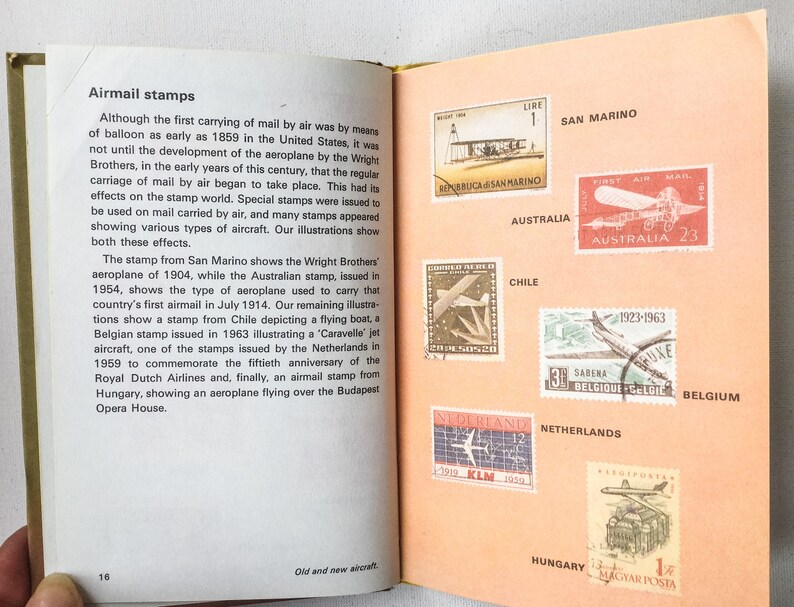 Airmail stamps
Although the first carrying of mail by air was by means
of balloon as early as 1859 in the United States, it was
not until the development of the aeroplane by the Wright
Brothers, in the early years of this century, that the regular
carriage of mail by air began to take place. This had its
effects on the stamp world. Special stamps were issued to
be used on mail carried by air, and many stamps appeared
showing various types of aircraft. Our illustrations show
both these effects.
The stamp from San Marino shows the Wright Brothers'
aeroplane of 1904, while the Australian stamp, issued in
1954, shows the type of aeroplane used to carry that
country's first airmail in July 1914. Our remaining illustra-
tions show a stamp from Chile depicting a flying boat, a
Belgian stamp issued in 1963 illustrating a 'Caravelle' jet
aircraft, one of the stamps issued by the Netherlands in
1959 to commemorate the fiftieth anniversary of the
Royal Dutch Airlines and, finally, an airmail stamp from
Hungary, showing an aeroplane flying over the Budapest
Opera House.
16
Old and new aircraft.
WRIGHT 1904
LIRE
1
REPUBBLICA di SAN MARINO
SAN MARINO
JULY FIRST AIR MAIL 1914
AUSTRALIA 2'3
AUSTRALIA
CORREO AEREO
CHILE
20 PESOS 20
CHILE
1923-1963
SABENA
3F
BELGIQUE-BELGIE
BELGIUM
NEDERLAND
12
C
1919 KLM 1959
NETHERLANDS
LÉGIPOSTA
1 Ft
MAGYAR POSTA
HUNGARY